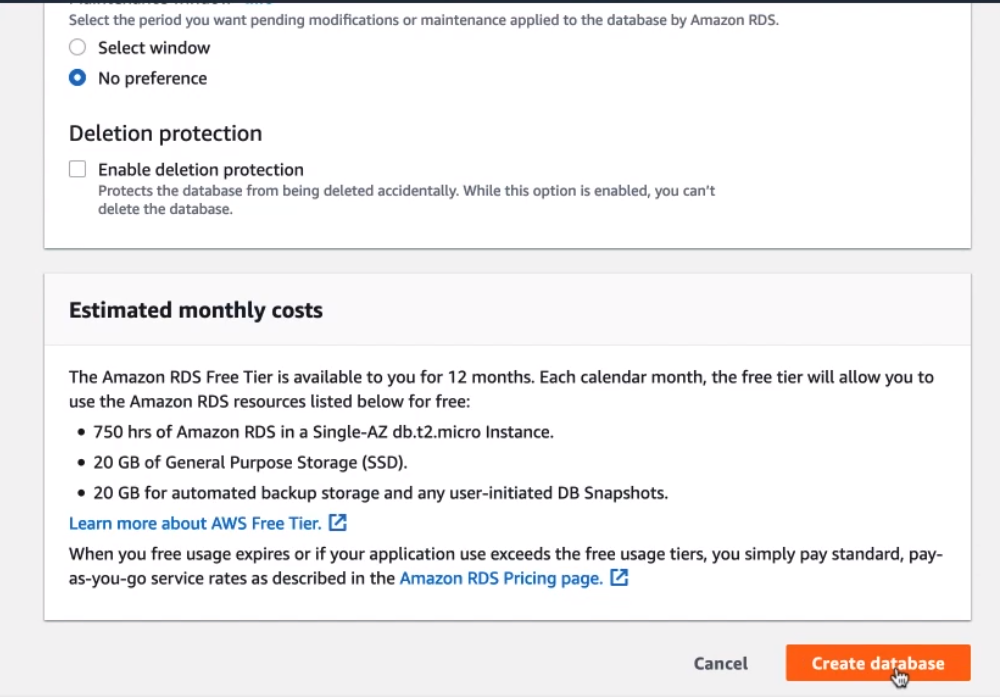 Select the period you want pending modifications or maintenance applied to the database by Amazon RDS.
Select window
No preference
Deletion protection
Enable deletion protection
Protects the database from being deleted accidentally. While this option is enabled, you can't
delete the database.
Estimated monthly costs
The Amazon RDS Free Tier is available to you for 12 months. Each calendar month, the free tier will allow you to
use the Amazon RDS resources listed below for free:
• 750 hrs of Amazon RDS in a Single-AZ db.t2.micro Instance.
• 20 GB of General Purpose Storage (SSD).
• 20 GB for automated backup storage and any user-initiated DB Snapshots.
Learn more about AWS Free Tier.
When you free usage expires or if your application use exceeds the free usage tiers, you simply pay standard, pay-
as-you-go service rates as described in the Amazon RDS Pricing page.
Cancel
Create database